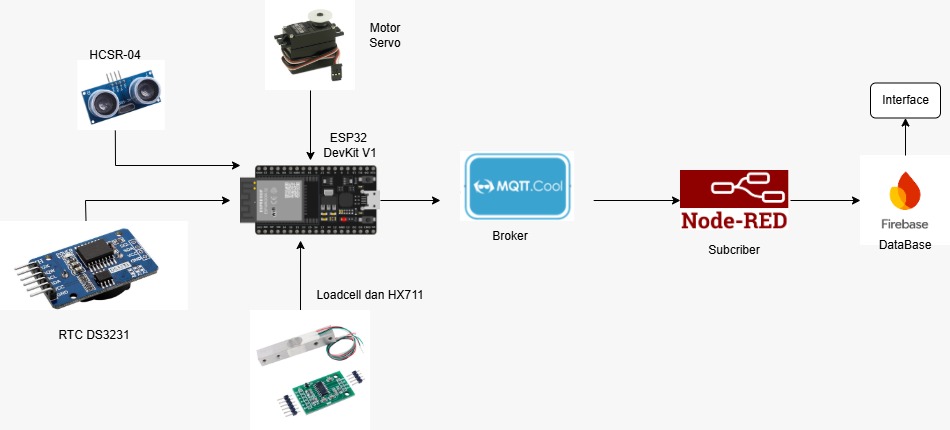 Motor
Servo
HCSR-04
ESP32
DevKit V1
Interface
MQTT.Cool
Broker
Node-RED
Subcriber
Firebase
DataBase
Loadcell dan HX711
RTC DS3231